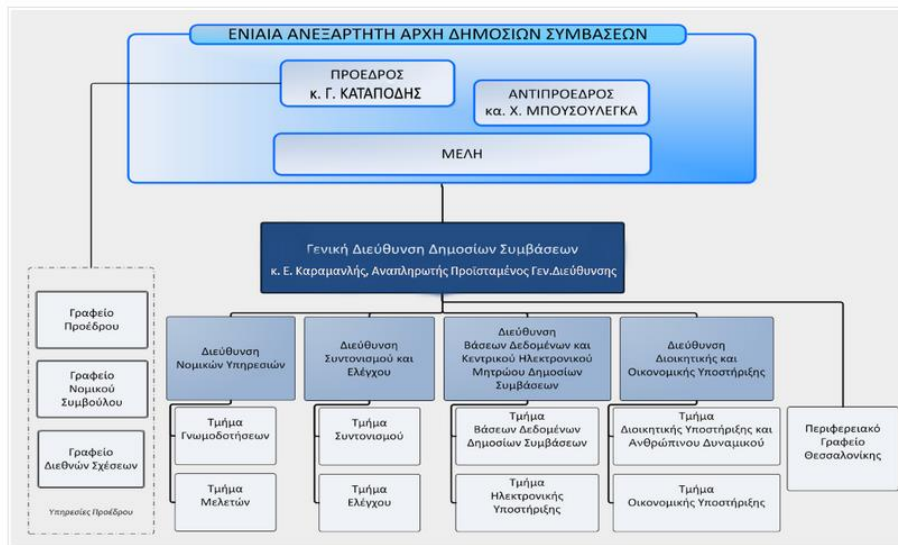 ΕΝΙΑΙΑ ΑΝΕΞΑΡΤΗΤΗ ΑΡΧΗ ΔΗΜΟΣΙΩΝ ΣΥΜΒΑΣΕΩΝ
ΠΡΟΕΔΡΟΣ
κ. Γ. ΚΑΤΑΠΟΔΗΣ
ΑΝΤΙΠΡΟΕΔΡΟΣ
κα. Χ. ΜΠΟΥΣΟΥΛΕΓΚΑ
ΜΕΛΗ
Γενική Διεύθυνση Δημοσίων Συμβάσεων
κ. Ε. Καραμανλής, Αναπληρωτής Προϊσταμένος Γεν.Διεύθυνσης
Γραφείο
Προέδρου
Γραφείο
Νομικού
Συμβούλου
Γραφείο
Διεθνών Σχέσεων
Υπηρεσίες Προέδρου
Διεύθυνση
Νομικών Υπηρεσιών
Τμήμα
Γνωμοδοτήσεων
Τμήμα
Μελετών
Διεύθυνση
Συντονισμού και
Ελέγχου
Τμήμα
Συντονισμού
Τμήμα
Ελέγχου
Διεύθυνση
Βάσεων Δεδομένων και
Κεντρικού Ηλεκτρονικού
Μητρώου Δημοσίων
Συμβάσεων
Τμήμα
Βάσεων Δεδομένων
Δημοσίων Συμβάσεων
Τμήμα
Ηλεκτρονικής
Υποστήριξης
Διεύθυνση
Διοικητικής και
Οικονομικής Υποστήριξης
Τμήμα
Διοικητικής Υποστήριξης και
Ανθρώπινου Δυναμικού
Τμήμα
Οικονομικής Υποστήριξης
Περιφερειακό
Γραφείο
Θεσσαλονίκης